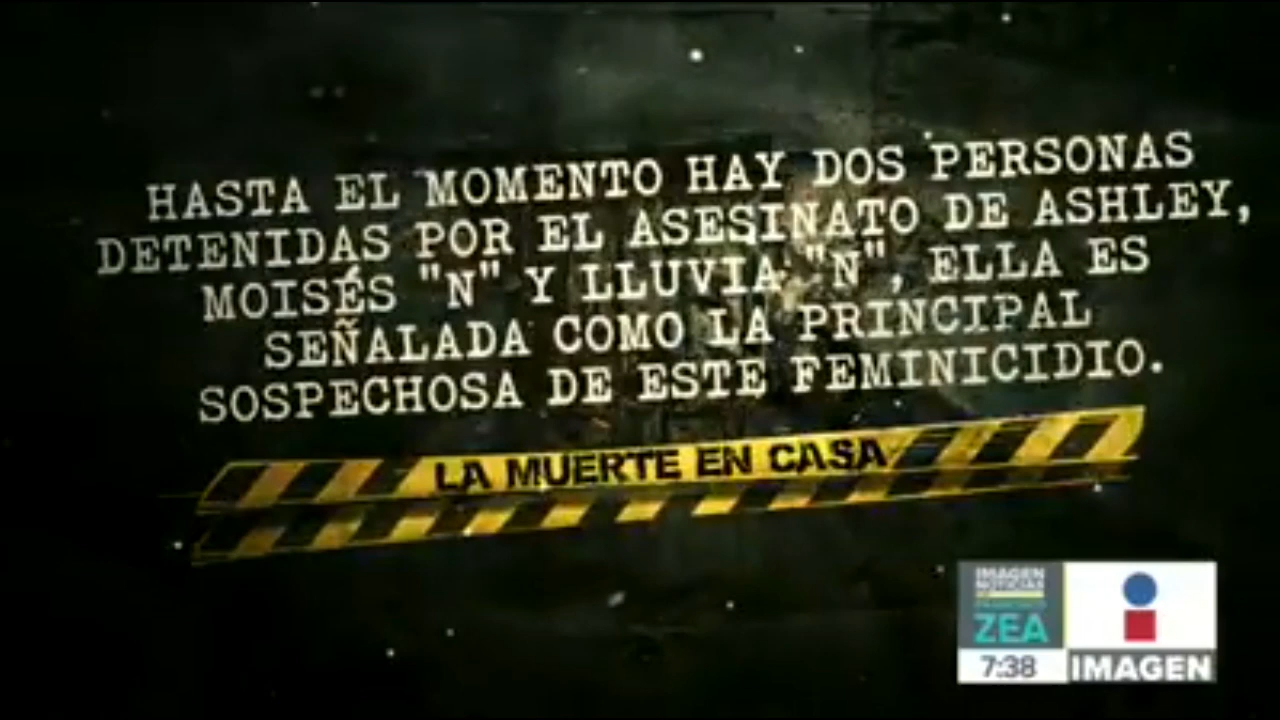 HASTA EL MOMENTO HAY DOS PERSONAS
DETENIDAS POR EL ASESINATO DE ASHLEY,
MOISÉS "N" Y LLUVIA "N", ELLA ES
SEÑALADA COMO LA PRINCIPAL
SOSPECHOSA DE ESTE FEMINICIDIO.
LA MUERTE EN CASA
IMAGEN
NOTICIAS
FRANCISCO
ZEA
7:38
IMAGEN